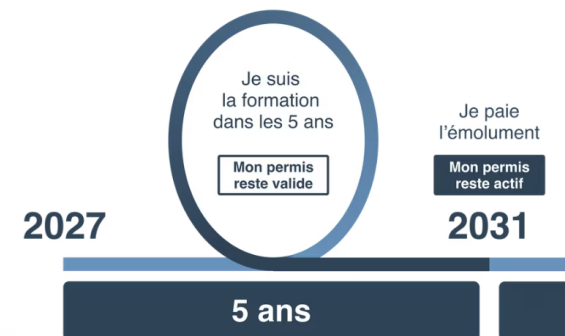 Je suis
la formation
dans les 5 ans
Mon permis
reste valide
Je paie
l'émolument
Mon permis
reste actif
2027
2031
5 ans